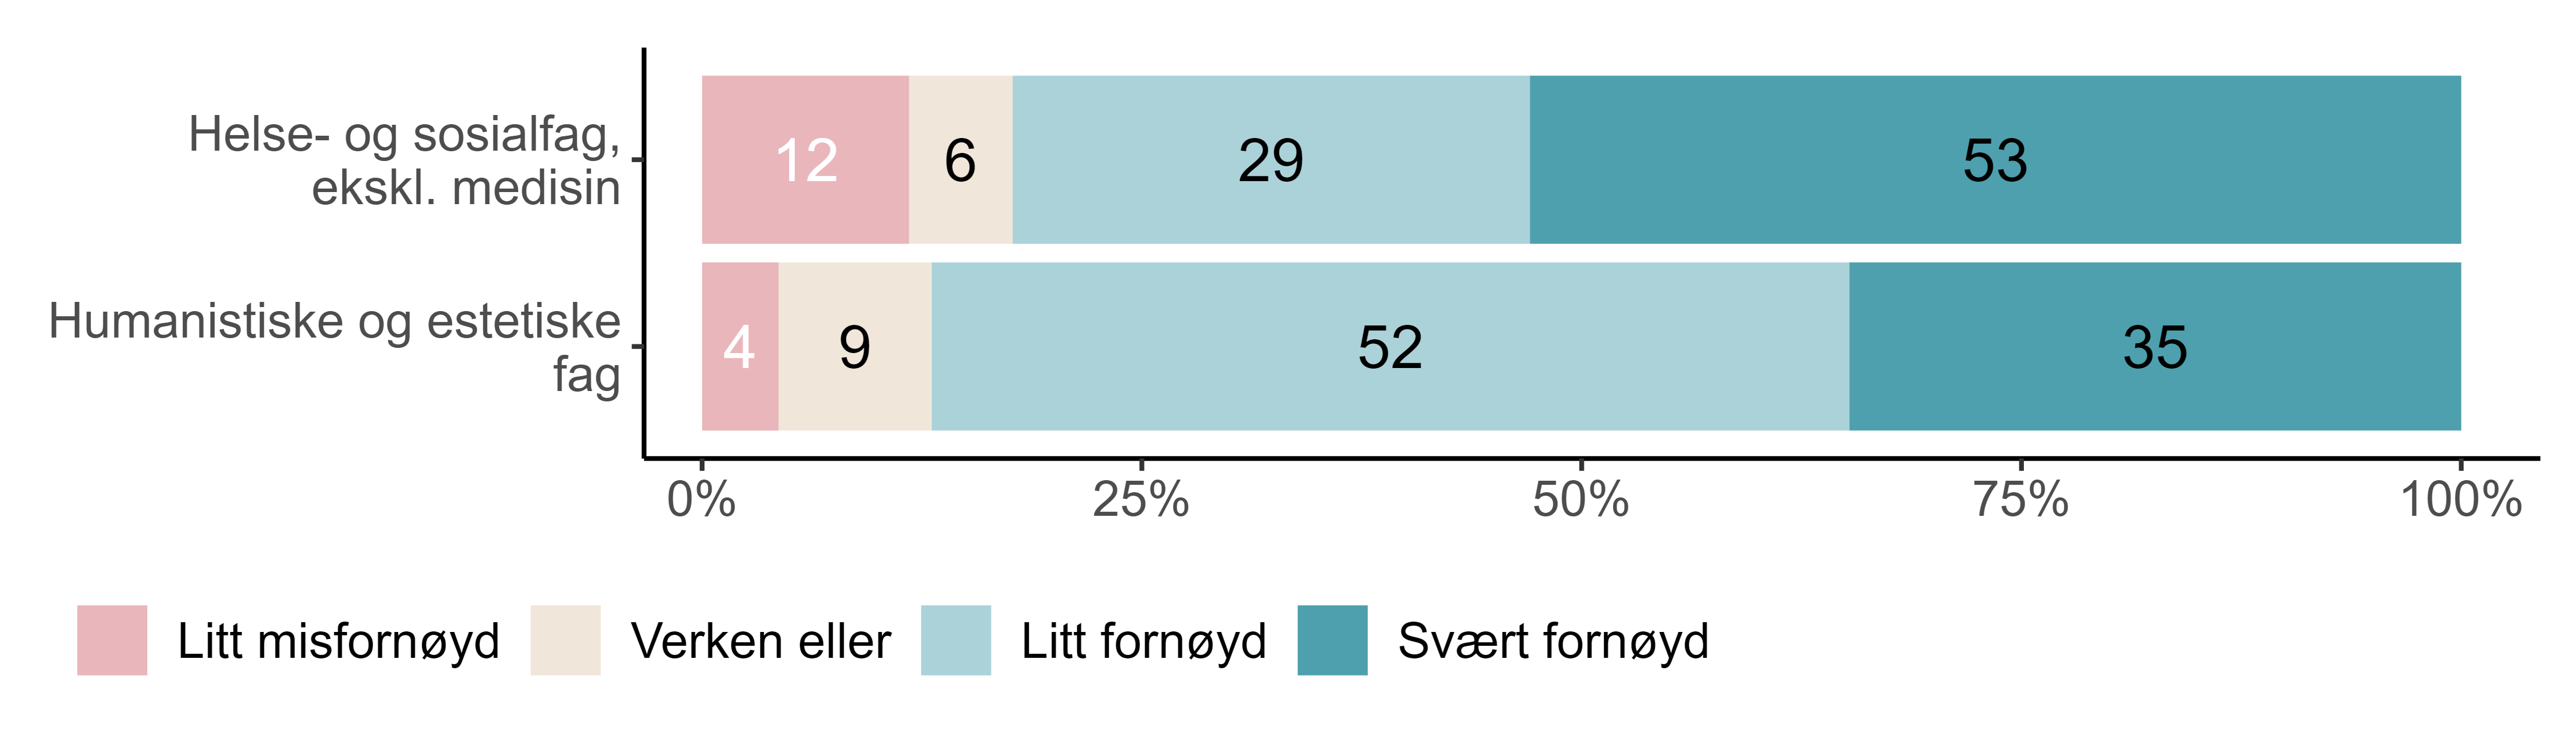 Helse- og sosialfag,
ekskl. medisin
12 6 29 53
Humanistiske og estetiske
fag
4 9 52 35
0% 25% 50% 75% 100%
Litt misfornøyd Verken eller Litt fornøyd Svært fornøyd